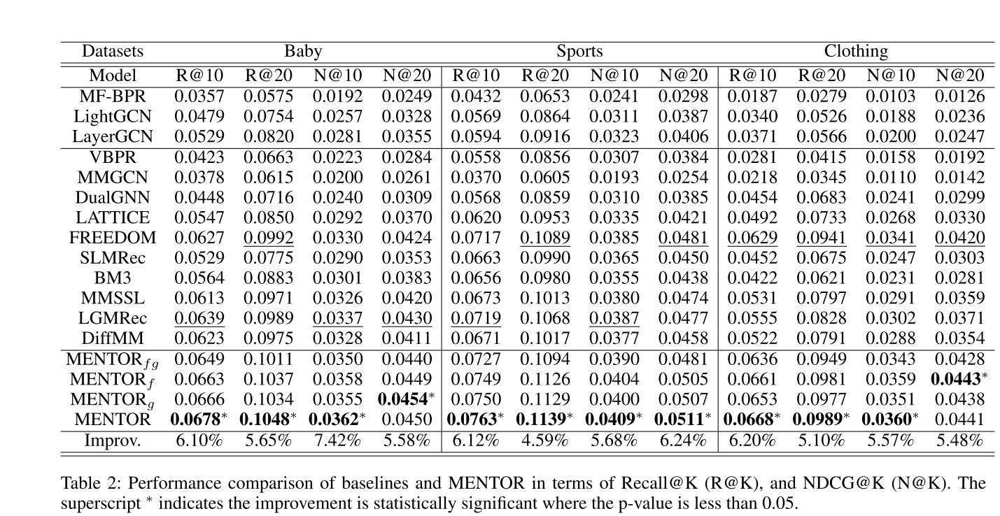 Datasets Baby Sports Clothing
Model R@10 R@20 N@10 N@20 R@10 R@20 N@10 N@20 R@10 R@20 N@10 N@20
MF-BPR 0.0357 0.0575 0.0192 0.0249 0.0432 0.0653 0.0241 0.0298 0.0187 0.0279 0.0103 0.0126
LightGCN 0.0479 0.0754 0.0257 0.0328 0.0569 0.0864 0.0311 0.0387 0.0340 0.0526 0.0188 0.0236
LayerGCN 0.0529 0.0820 0.0281 0.0355 0.0594 0.0916 0.0323 0.0406 0.0371 0.0566 0.0200 0.0247
VBPR 0.0423 0.0663 0.0223 0.0284 0.0558 0.0856 0.0307 0.0384 0.0281 0.0415 0.0158 0.0192
MMGCN 0.0378 0.0615 0.0200 0.0261 0.0370 0.0605 0.0193 0.0254 0.0218 0.0345 0.0110 0.0142
DualGNN 0.0448 0.0716 0.0240 0.0309 0.0568 0.0859 0.0310 0.0385 0.0454 0.0683 0.0241 0.0299
LATTICE 0.0547 0.0850 0.0292 0.0370 0.0620 0.0953 0.0335 0.0421 0.0492 0.0733 0.0268 0.0330
FREEDOM 0.0627 0.0992 0.0330 0.0424 0.0717 0.1089 0.0385 0.0481 0.0629 0.0941 0.0341 0.0420
SLMRec 0.0529 0.0775 0.0290 0.0353 0.0663 0.0990 0.0365 0.0450 0.0452 0.0675 0.0247 0.0303
BM3 0.0564 0.0883 0.0301 0.0383 0.0656 0.0980 0.0355 0.0438 0.0422 0.0621 0.0231 0.0281
MMSSL 0.0613 0.0971 0.0326 0.0420 0.0673 0.1013 0.0380 0.0474 0.0531 0.0797 0.0291 0.0359
LGMRec 0.0639 0.0989 0.0337 0.0430 0.0719 0.1068 0.0387 0.0477 0.0555 0.0828 0.0302 0.0371
DiffMM 0.0623 0.0975 0.0328 0.0411 0.0671 0.1017 0.0377 0.0458 0.0522 0.0791 0.0288 0.0354
MENTOR_fg 0.0649 0.1011 0.0350 0.0440 0.0727 0.1094 0.0390 0.0481 0.0636 0.0949 0.0343 0.0428
MENTOR_f 0.0663 0.1037 0.0358 0.0449 0.0749 0.1126 0.0404 0.0505 0.0661 0.0981 0.0359 0.0443*
MENTOR_g 0.0666 0.1034 0.0355 0.0454* 0.0750 0.1129 0.0400 0.0507 0.0653 0.0977 0.0351 0.0438
MENTOR 0.0678* 0.1048* 0.0362* 0.0450 0.0763* 0.1139* 0.0409* 0.0511* 0.0668* 0.0989* 0.0360* 0.0441
Improv. 6.10% 5.65% 7.42% 5.58% 6.12% 4.59% 5.68% 6.24% 6.20% 5.10% 5.57% 5.48%
Table 2: Performance comparison of baselines and MENTOR in terms of Recall@K (R@K), and NDCG@K (N@K). The
superscript * indicates the improvement is statistically significant where the p-value is less than 0.05.